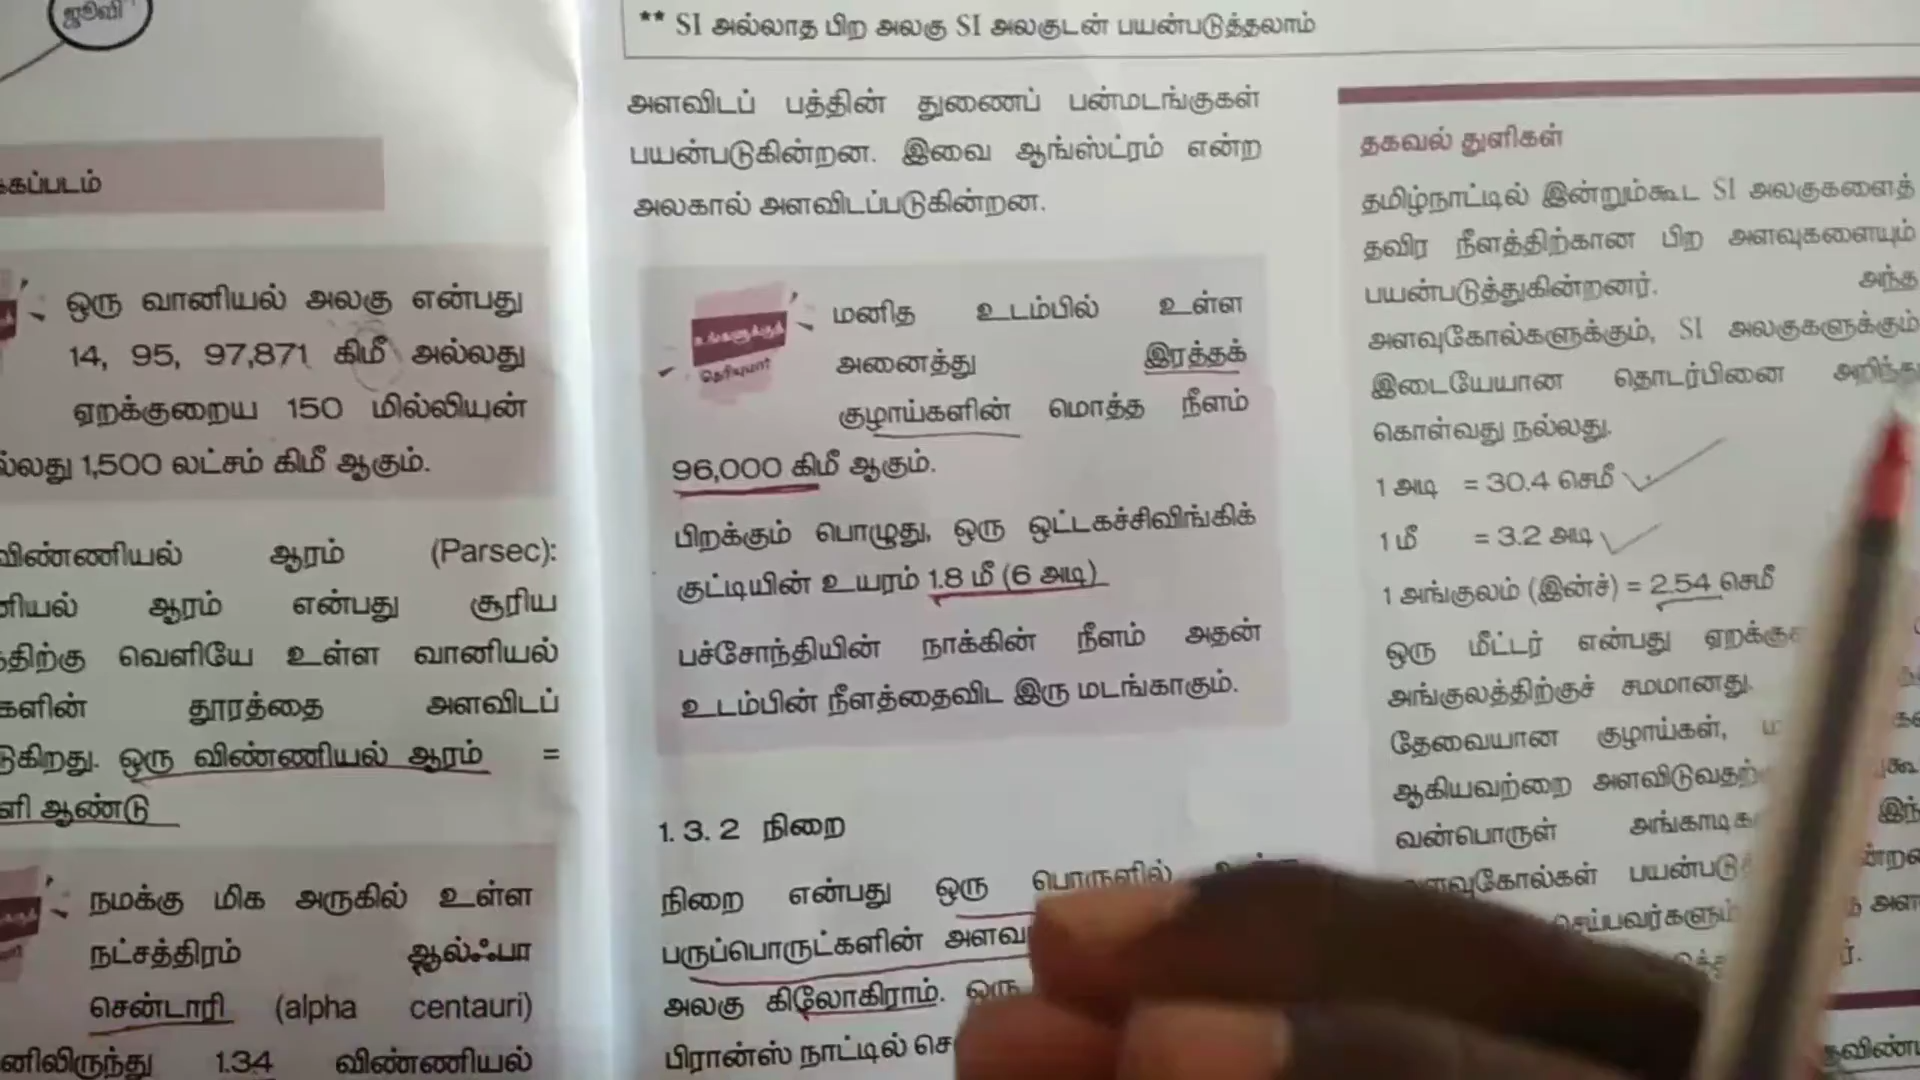 ஜூவி
கப்படம்
ஒரு வானியல் அலகு என்பது
14, 95, 97,871 கிமீ அல்லது
ஏறக்குறைய 150 மில்லியன்
1,500 லட்சம் கிமீ ஆகும்.
விண்ணியல் ஆரம் (Parsec):
ஆரம் என்பது சூரிய
வெளியே உள்ள வானியல்
தூரத்தை அளவிடப்
ஒரு விண்ணியல் ஆரம் =
ஆண்டு
நமக்கு மிக அருகில் உள்ள
நட்சத்திரம் ஆல்ஃபா
சென்டாரி (alpha centauri)
1.34 விண்ணியல்
** SI அல்லாத பிற அலகு SI அலகுடன் பயன்படுத்தலாம்
அளவிடப் பத்தின் துணைப் பன்மடங்குகள்
பயன்படுகின்றன. இவை ஆங்ஸ்ட்ரம் என்ற
அலகால் அளவிடப்படுகின்றன.
உங்களுக்குத்
தெரியுமா?
மனித உடம்பில் உள்ள
அனைத்து இரத்தக்
குழாய்களின் மொத்த நீளம்
96,000 கிமீ ஆகும்.
பிறக்கும் பொழுது, ஒரு ஒட்டகச்சிவிங்கிக்
குட்டியின் உயரம் 1.8 மீ (6 அடி)
பச்சோந்தியின் நாக்கின் நீளம் அதன்
உடம்பின் நீளத்தைவிட இரு மடங்காகும்.
1.3.2 நிறை
நிறை என்பது ஒரு பொருளில் உள்ள
பருப்பொருட்களின்
அலகு கிலோகிராம். ஒரு
பிரான்ஸ் நாட்டில்
தகவல் துளிகள்
தமிழ்நாட்டில் இன்றும்கூட SI அலகுகளைத்
தவிர நீளத்திற்கான பிற அளவுகளையும்
பயன்படுத்துகின்றனர். அந்த
அளவுகோல்களுக்கும், SI அலகுகளுக்கும்
இடையேயான தொடர்பினை அறிந்து
கொள்வது நல்லது.
1 அடி = 30.4 செமீ
1 மீ = 3.2 அடி
1 அங்குலம் (இன்ச்) = 2.54 செமீ
ஒரு மீட்டர் என்பது
அங்குலத்திற்குச் சமமானது.
தேவையான குழாய்கள்,
ஆகியவற்றை
வன்பொருள்